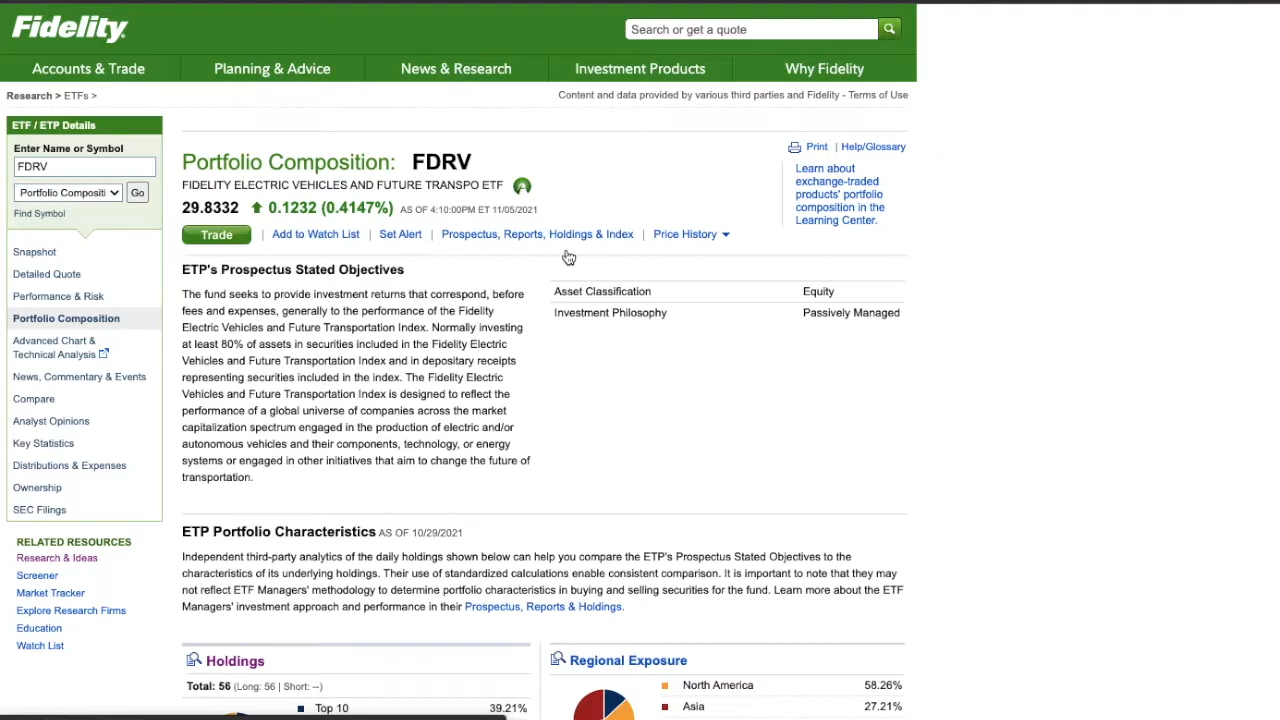 Fidelity
Search or get a quote
Accounts & Trade
Planning & Advice
News & Research
Investment Products
Why Fidelity
Research > ETFs >
Content and data provided by various third parties and Fidelity - Terms of Use
ETF / ETP Details
Enter Name or Symbol
FDRV
Portfolio Compositi
Go
Find Symbol
Snapshot
Detailed Quote
Performance & Risk
Portfolio Composition
Advanced Chart &
Technical Analysis
News, Commentary & Events
Compare
Analyst Opinions
Key Statistics
Distributions & Expenses
Ownership
SEC Filings
RELATED RESOURCES
Research & Ideas
Screener
Market Tracker
Explore Research Firms
Education
Watch List
Print | Help/Glossary
Learn about
exchange-traded
products' portfolio
composition in the
Learning Center.
Portfolio Composition: FDRV
FIDELITY ELECTRIC VEHICLES AND FUTURE TRANSPO ETF
29.8332 0.1232 (0.4147%) AS OF 4:10:00PM ET 11/05/2021
Trade | Add to Watch List | Set Alert | Prospectus, Reports, Holdings & Index | Price History
ETP's Prospectus Stated Objectives
The fund seeks to provide investment returns that correspond, before
fees and expenses, generally to the performance of the Fidelity
Electric Vehicles and Future Transportation Index. Normally investing
at least 80% of assets in securities included in the Fidelity Electric
Vehicles and Future Transportation Index and in depositary receipts
representing securities included in the index. The Fidelity Electric
Vehicles and Future Transportation Index is designed to reflect the
performance of a global universe of companies across the market
capitalization spectrum engaged in the production of electric and/or
autonomous vehicles and their components, technology, or energy
systems or engaged in other initiatives that aim to change the future of
transportation.
Asset Classification Equity
Investment Philosophy Passively Managed
ETP Portfolio Characteristics AS OF 10/29/2021
Independent third-party analytics of the daily holdings shown below can help you compare the ETP's Prospectus Stated Objectives to the
characteristics of its underlying holdings. Their use of standardized calculations enable consistent comparison. It is important to note that they may
not reflect ETF Managers' methodology to determine portfolio characteristics in buying and selling securities for the fund. Learn more about the ETF
Managers' investment approach and performance in their Prospectus, Reports & Holdings.
Holdings
Total: 56 (Long: 56 | Short: --)
Top 10 39.21%
Regional Exposure
North America 58.26%
Asia 27.21%